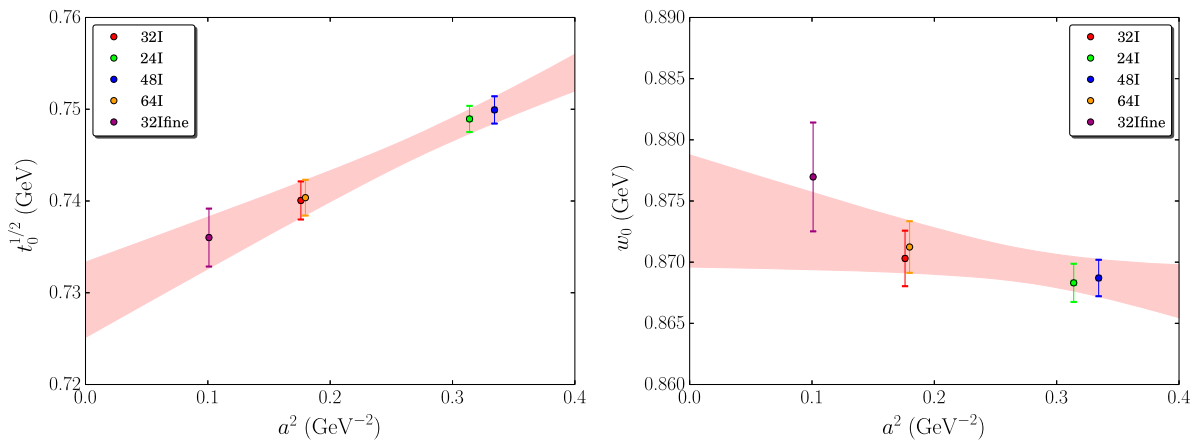 0.76
0.75
0.74
0.73
0.72
t_0^{1/2} (GeV)
32I
24I
48I
64I
32Ifine
0.0 0.1 0.2 0.3 0.4
a² (GeV⁻²)
0.890
0.885
0.880
0.875
0.870
0.865
0.860
w₀ (GeV)
32I
24I
48I
64I
32Ifine
0.0 0.1 0.2 0.3 0.4
a² (GeV⁻²)